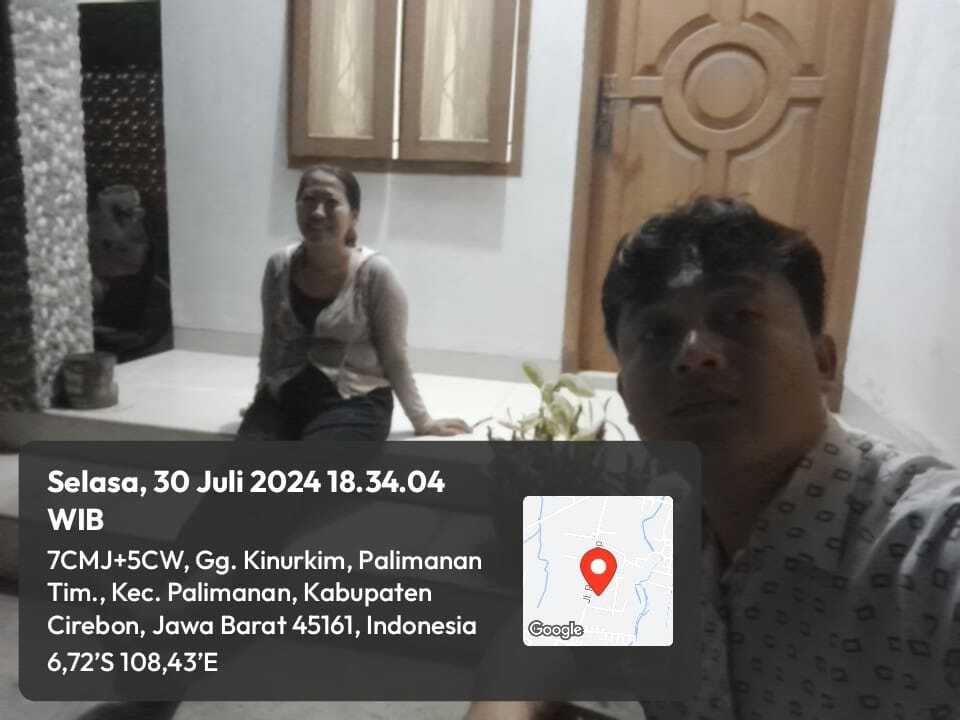 Selasa, 30 Juli 2024 18.34.04
WIB
7CMJ+5CW, Gg. Kinurkim, Palimanan
Tim., Kec. Palimanan, Kabupaten
Cirebon, Jawa Barat 45161, Indonesia
6,72’S 108,43’E
Google